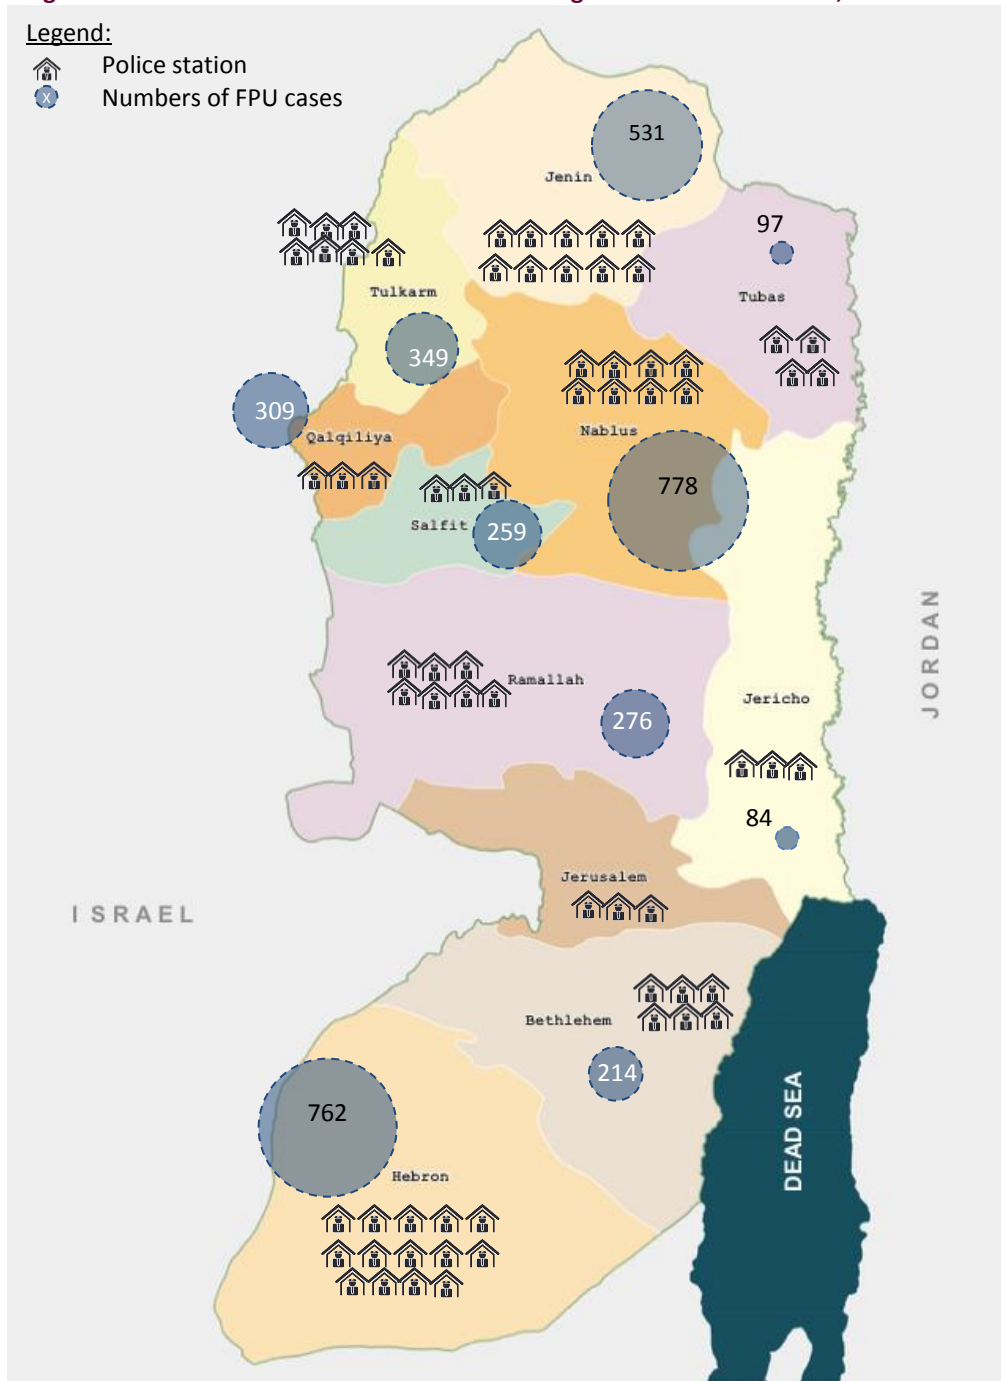 Legend:
Police station
X
Numbers of FPU cases
531
Jenin
97
Tubas
Tulkarm
349
309
Qalqiliya
Nablus
778
Salfit
259
Ramallah
276
Jericho
84
JORDAN
Jerusalem
ISRAEL
Bethlehem
214
762
Hebron
DEAD SEA